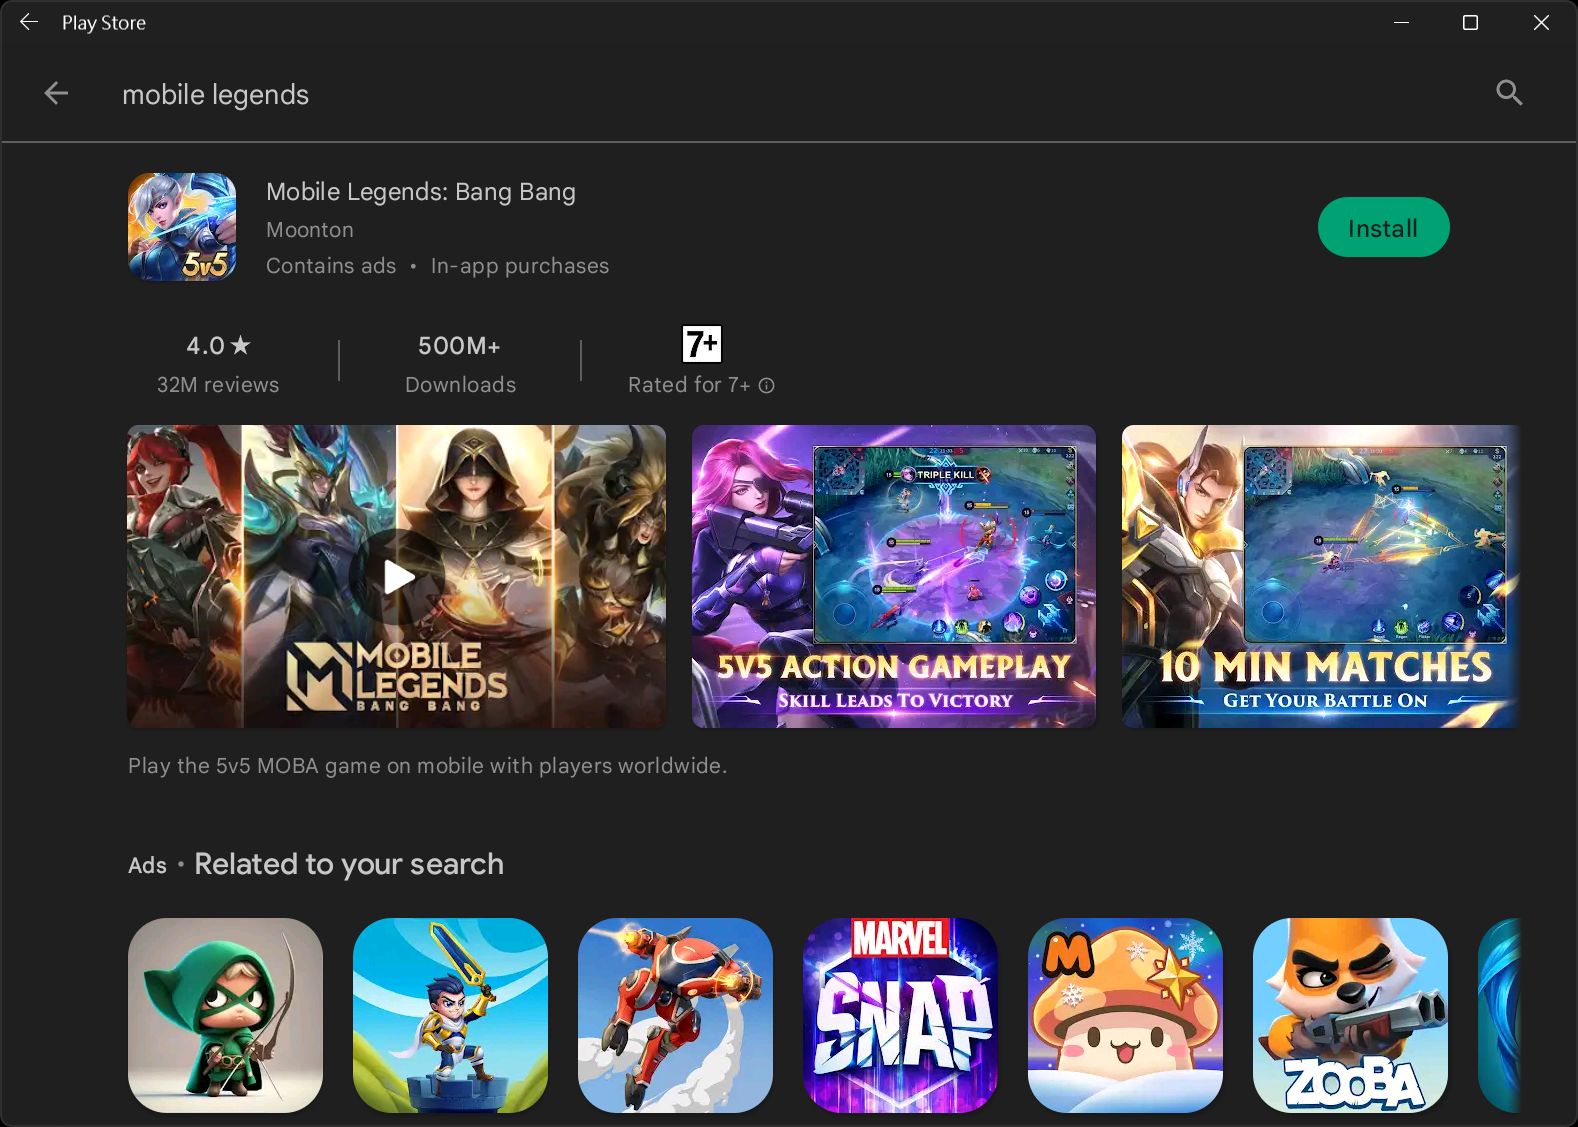 Play Store
mobile legends
Mobile Legends: Bang Bang
Moonton
Contains ads • In-app purchases
Install
5v5
4.0 ★
500M+
7+
32M reviews
Downloads
Rated for 7+
MOBILE
LEGENDS
BANG BANG
TRIPLE KILL
5V5 ACTION GAMEPLAY
SKILL LEADS TO VICTORY
10 MIN MATCHES
GET YOUR BATTLE ON
Play the 5v5 MOBA game on mobile with players worldwide.
Ads • Related to your search
MARVEL
SNAP
M
ZOOBA